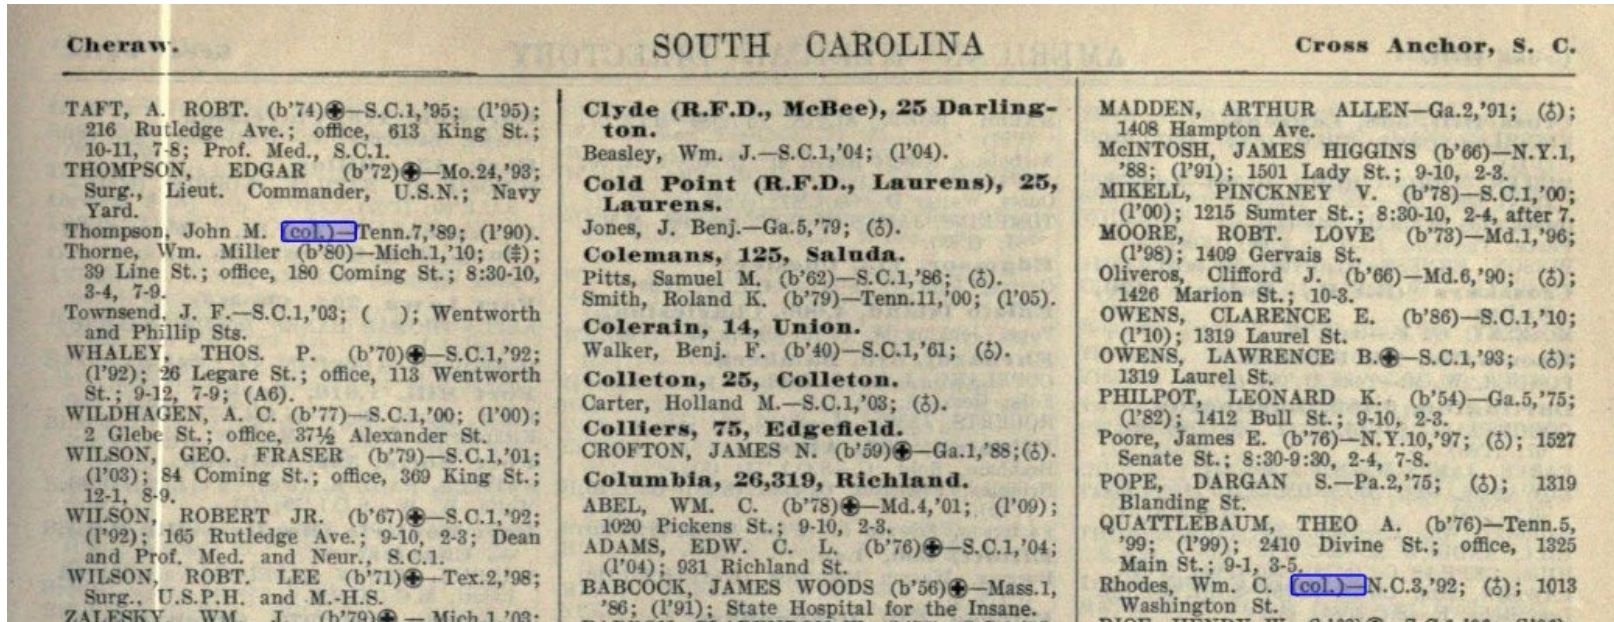 Cheraw.
SOUTH CAROLINA
Cross Anchor, S. C.
TAFT, A. ROBT. (b'74)⊕—S.C.1,'95; (l'95);
216 Rutledge Ave.; office, 613 King St.;
10-11, 7-8; Prof. Med., S.C.1.
THOMPSON, EDGAR (b'72)⊕—Mo.24,'93;
Surg., Lieut. Commander, U.S.N.; Navy
Yard.
Thompson, John M. (col.)—Tenn.7,'89; (l'90).
Thorne, Wm. Miller (b'80)—Mich.1,'10; (‡);
39 Line St.; office, 180 Coming St.; 8:30-10,
3-4, 7-9.
Townsend, J. F.—S.C.1,'03; ( ); Wentworth
and Phillip Sts.
WHALEY, THOS. P. (b'70)⊕—S.C.1,'92;
(l'92); 26 Legare St.; office, 113 Wentworth
St.; 9-12, 7-9; (A6).
WILDHAGEN, A. C. (b'77)—S.C.1,'00; (l'00);
2 Glebe St.; office, 37½ Alexander St.
WILSON, GEO. FRASER (b'79)—S.C.1,'01;
(l'03); 84 Coming St.; office, 369 King St.;
12-1, 8-9.
WILSON, ROBERT JR. (b'67)⊕—S.C.1,'92;
(l'92); 165 Rutledge Ave.; 9-10, 2-3; Dean
and Prof. Med. and Neur., S.C.1.
WILSON, ROBT. LEE (b'71)⊕—Tex.2,'98;
Surg., U.S.P.H. and M.-H.S.
ZALESKY, WM. J. (b'79)⊕—Mich.1,'03;
Clyde (R.F.D., McBee), 25 Darling-
ton.
Beasley, Wm. J.—S.C.1,'04; (l'04).
Cold Point (R.F.D., Laurens), 25,
Laurens.
Jones, J. Benj.—Ga.5,'79; (♁).
Colemans, 125, Saluda.
Pitts, Samuel M. (b'62)—S.C.1,'86; (♁).
Smith, Roland K. (b'79)—Tenn.11,'00; (l'05).
Colerain, 14, Union.
Walker, Benj. F. (b'40)—S.C.1,'61; (♁).
Colleton, 25, Colleton.
Carter, Holland M.—S.C.1,'03; (♁).
Colliers, 75, Edgefield.
CROFTON, JAMES N. (b'59)⊕—Ga.1,'88;(♁).
Columbia, 26,319, Richland.
ABEL, WM. C. (b'78)⊕—Md.4,'01; (l'09);
1020 Pickens St.; 9-10, 2-3.
ADAMS, EDW. C. L. (b'76)⊕—S.C.1,'04;
(l'04); 931 Richland St.
BABCOCK, JAMES WOODS (b'56)⊕—Mass.1,
'86; (l'91); State Hospital for the Insane.
MADDEN, ARTHUR ALLEN—Ga.2,'91; (♁);
1408 Hampton Ave.
McINTOSH, JAMES HIGGINS (b'66)—N.Y.1,
'88; (l'91); 1501 Lady St.; 9-10, 2-3.
MIKELL, PINCKNEY V. (b'78)—S.C.1,'00;
(l'00); 1215 Sumter St.; 8:30-10, 2-4, after 7.
MOORE, ROBT. LOVE (b'73)—Md.1,'96;
(l'98); 1409 Gervais St.
Oliveros, Clifford J. (b'66)—Md.6,'90; (♁);
1426 Marion St.; 10-3.
OWENS, CLARENCE E. (b'86)—S.C.1,'10;
(l'10); 1319 Laurel St.
OWENS, LAWRENCE B.⊕—S.C.1,'93; (♁);
1319 Laurel St.
PHILPOT, LEONARD K. (b'54)—Ga.5,'75;
(l'82); 1412 Bull St.; 9-10, 2-3.
Poore, James E. (b'76)—N.Y.10,'97; (♁); 1527
Senate St.; 8:30-9:30, 2-4, 7-8.
POPE, DARGAN S.—Pa.2,'75; (♁); 1319
Blanding St.
QUATTLEBAUM, THEO A. (b'76)—Tenn.5,
'99; (l'99); 2410 Divine St.; office, 1325
Main St.; 9-1, 3-5.
Rhodes, Wm. C. (col.)—N.C.3,'92; (♁); 1013
Washington St.